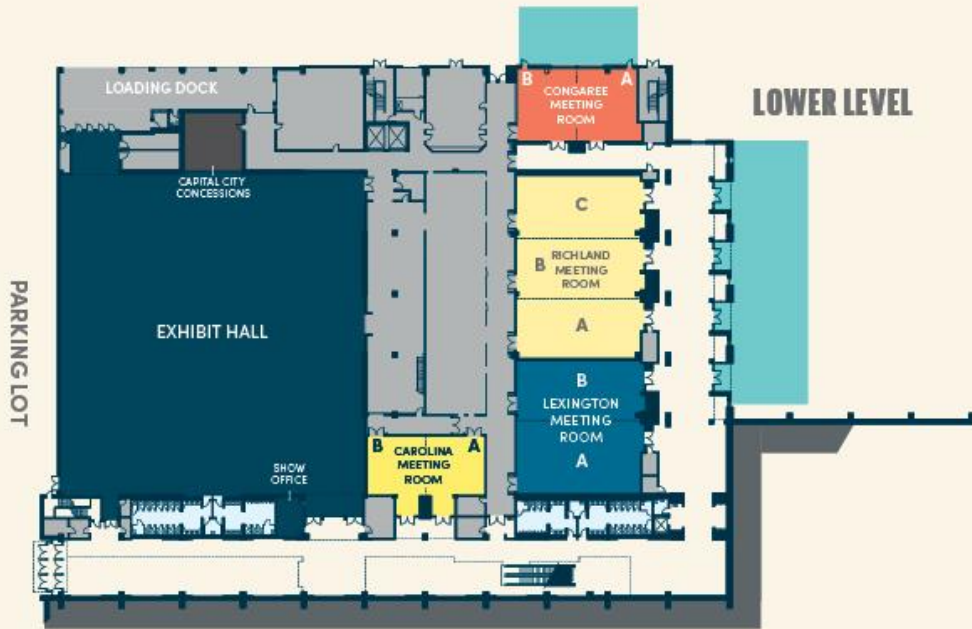 LOADING DOCK
CAPITAL CITY
CONCESSIONS
B
A
CONGAREE
MEETING
ROOM
LOWER LEVEL
PARKING LOT
EXHIBIT HALL
C
B
RICHLAND
MEETING
ROOM
A
B
LEXINGTON
MEETING
ROOM
A
B
A
CAROLINA
MEETING
ROOM
SHOW
OFFICE